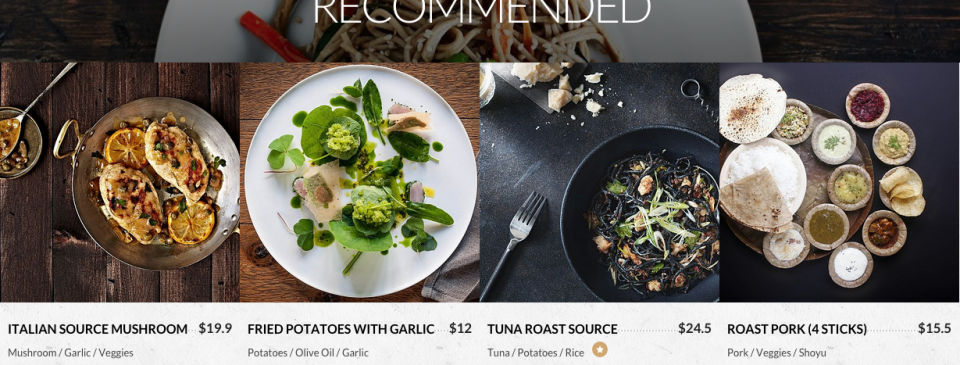 RECOMMENDED
ITALIAN SOURCE MUSHROOM $19.9
Mushroom / Garlic / Veggies
FRIED POTATOES WITH GARLIC $12
Potatoes / Olive Oil / Garlic
TUNA ROAST SOURCE $24.5
Tuna / Potatoes / Rice
ROAST PORK (4 STICKS) $15.5
Pork / Veggies / Shoyu